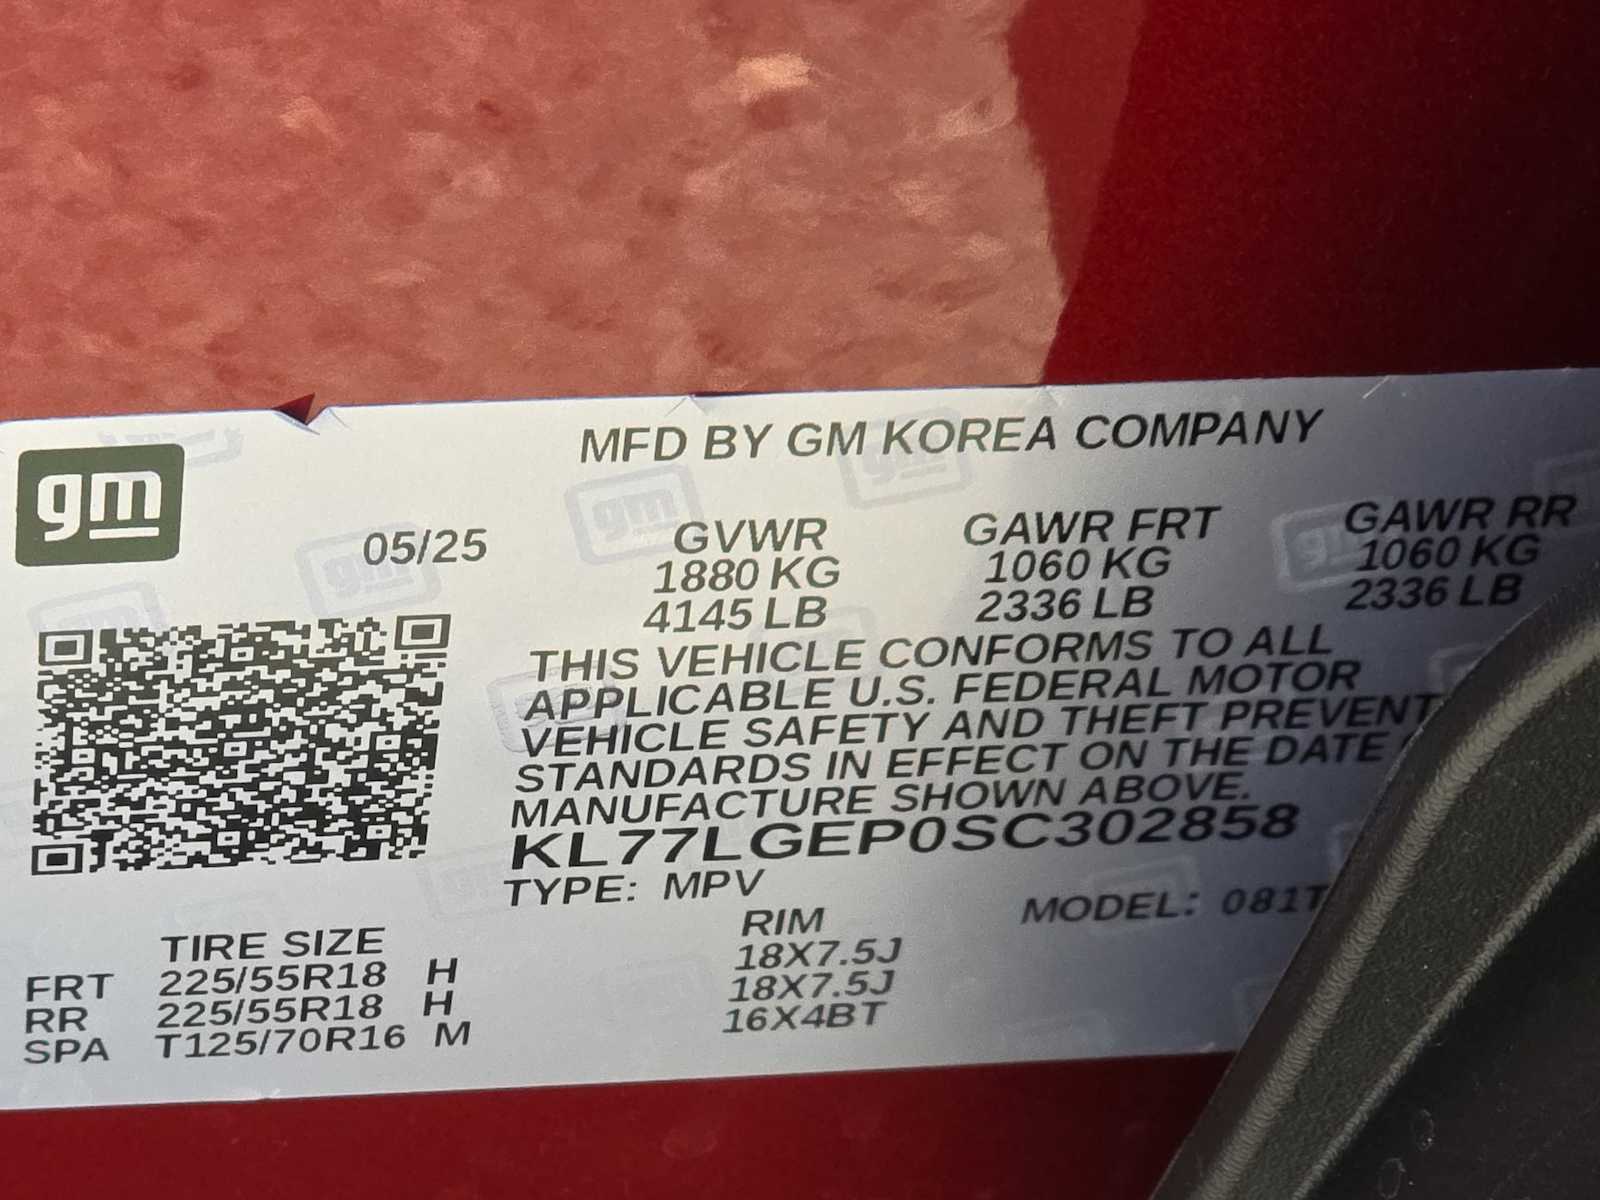 gm
MFD BY GM KOREA COMPANY
05/25
GVWR GAWR FRT GAWR RR
1880 KG 1060 KG 1060 KG
4145 LB 2336 LB 2336 LB
THIS VEHICLE CONFORMS TO ALL
APPLICABLE U.S. FEDERAL MOTOR
VEHICLE SAFETY AND THEFT PREVENT
STANDARDS IN EFFECT ON THE DATE
MANUFACTURE SHOWN ABOVE.
KL77LGEP0SC302858
TYPE: MPV MODEL: 081T
TIRE SIZE RIM
FRT 225/55R18 H 18X7.5J
RR 225/55R18 H 18X7.5J
SPA T125/70R16 M 16X4BT